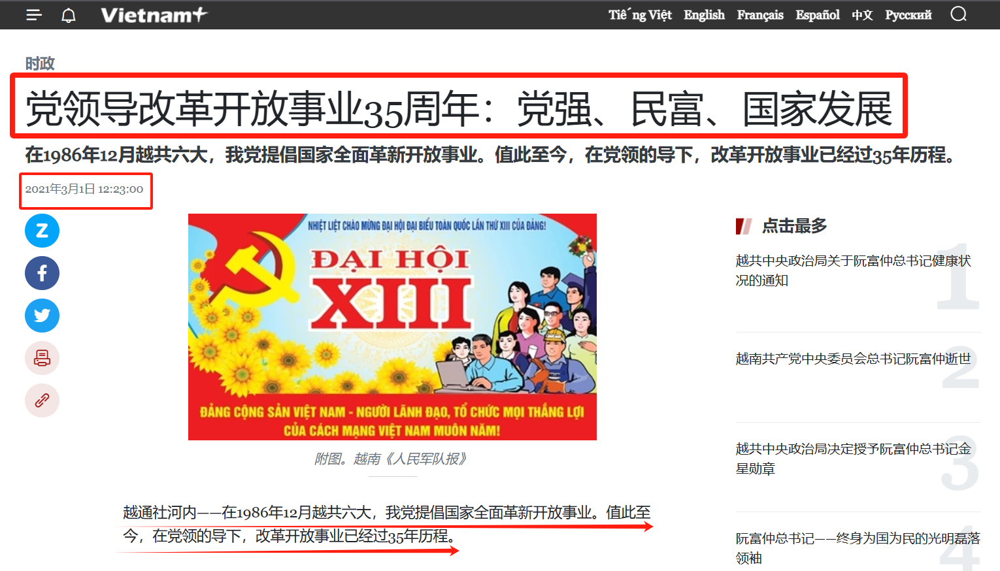 Vietnam+
Tiếng Việt English Français Español 中文 Русский
时政
党领导改革开放事业35周年：党强、民富、国家发展
在1986年12月越共六大，我党提倡国家全面革新开放事业。值此至今，在党领的导下，改革开放事业已经过35年历程。
2021年3月1日 12:23:00
Z
f
NHIỆT LIỆT CHÀO MỪNG ĐẠI HỘI ĐẠI BIỂU TOÀN QUỐC LẦN THỨ XIII CỦA ĐẢNG!
ĐẠI HỘI
XIII
ĐẢNG CỘNG SẢN VIỆT NAM - NGƯỜI LÃNH ĐẠO, TỔ CHỨC MỌI THẮNG LỢI
CỦA CÁCH MẠNG VIỆT NAM MUÔN NĂM!
附图。越南《人民军队报》
越通社河内——在1986年12月越共六大，我党提倡国家全面革新开放事业。值此至
今，在党领的导下，改革开放事业已经过35年历程。
点击最多
越共中央政治局关于阮富仲总书记健康状
况的通知
1
越南共产党中央委员会总书记阮富仲逝世
2
越共中央政治局决定授予阮富仲总书记金
星勋章
3
阮富仲总书记——终身为国为民的光明磊落
领袖
4